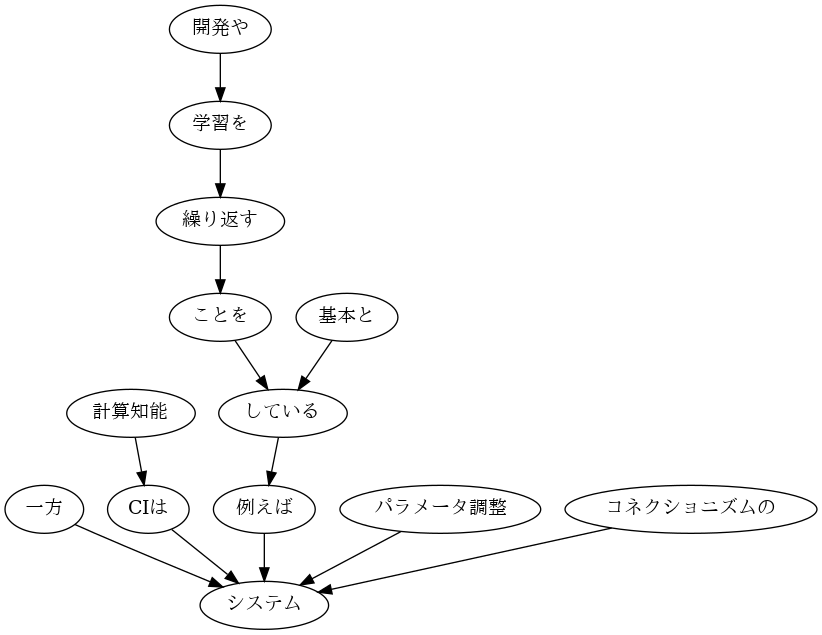 開発や
学習を
繰り返す
ことを
基本と
計算知能
している
一方
CIは
例えば
パラメータ調整
コネクショニズムの
システム